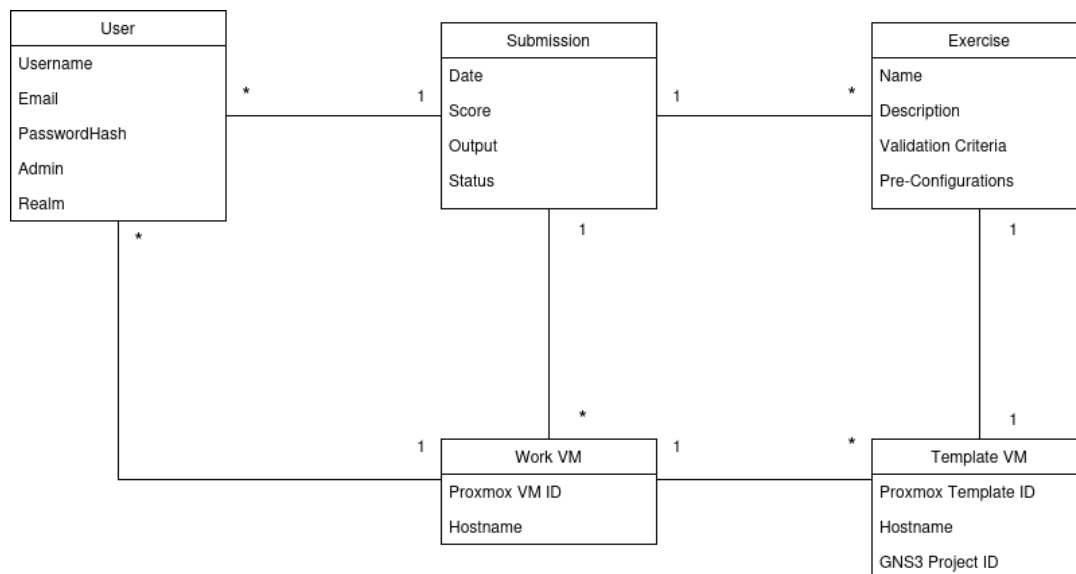 User
Username
Email
PasswordHash
Admin
Realm
* 1
Submission
Date
Score
Output
Status
1 *
Exercise
Name
Description
Validation Criteria
Pre-Configurations
*
1
1
1
*
1
Work VM
Proxmox VM ID
Hostname
1 *
Template VM
Proxmox Template ID
Hostname
GNS3 Project ID